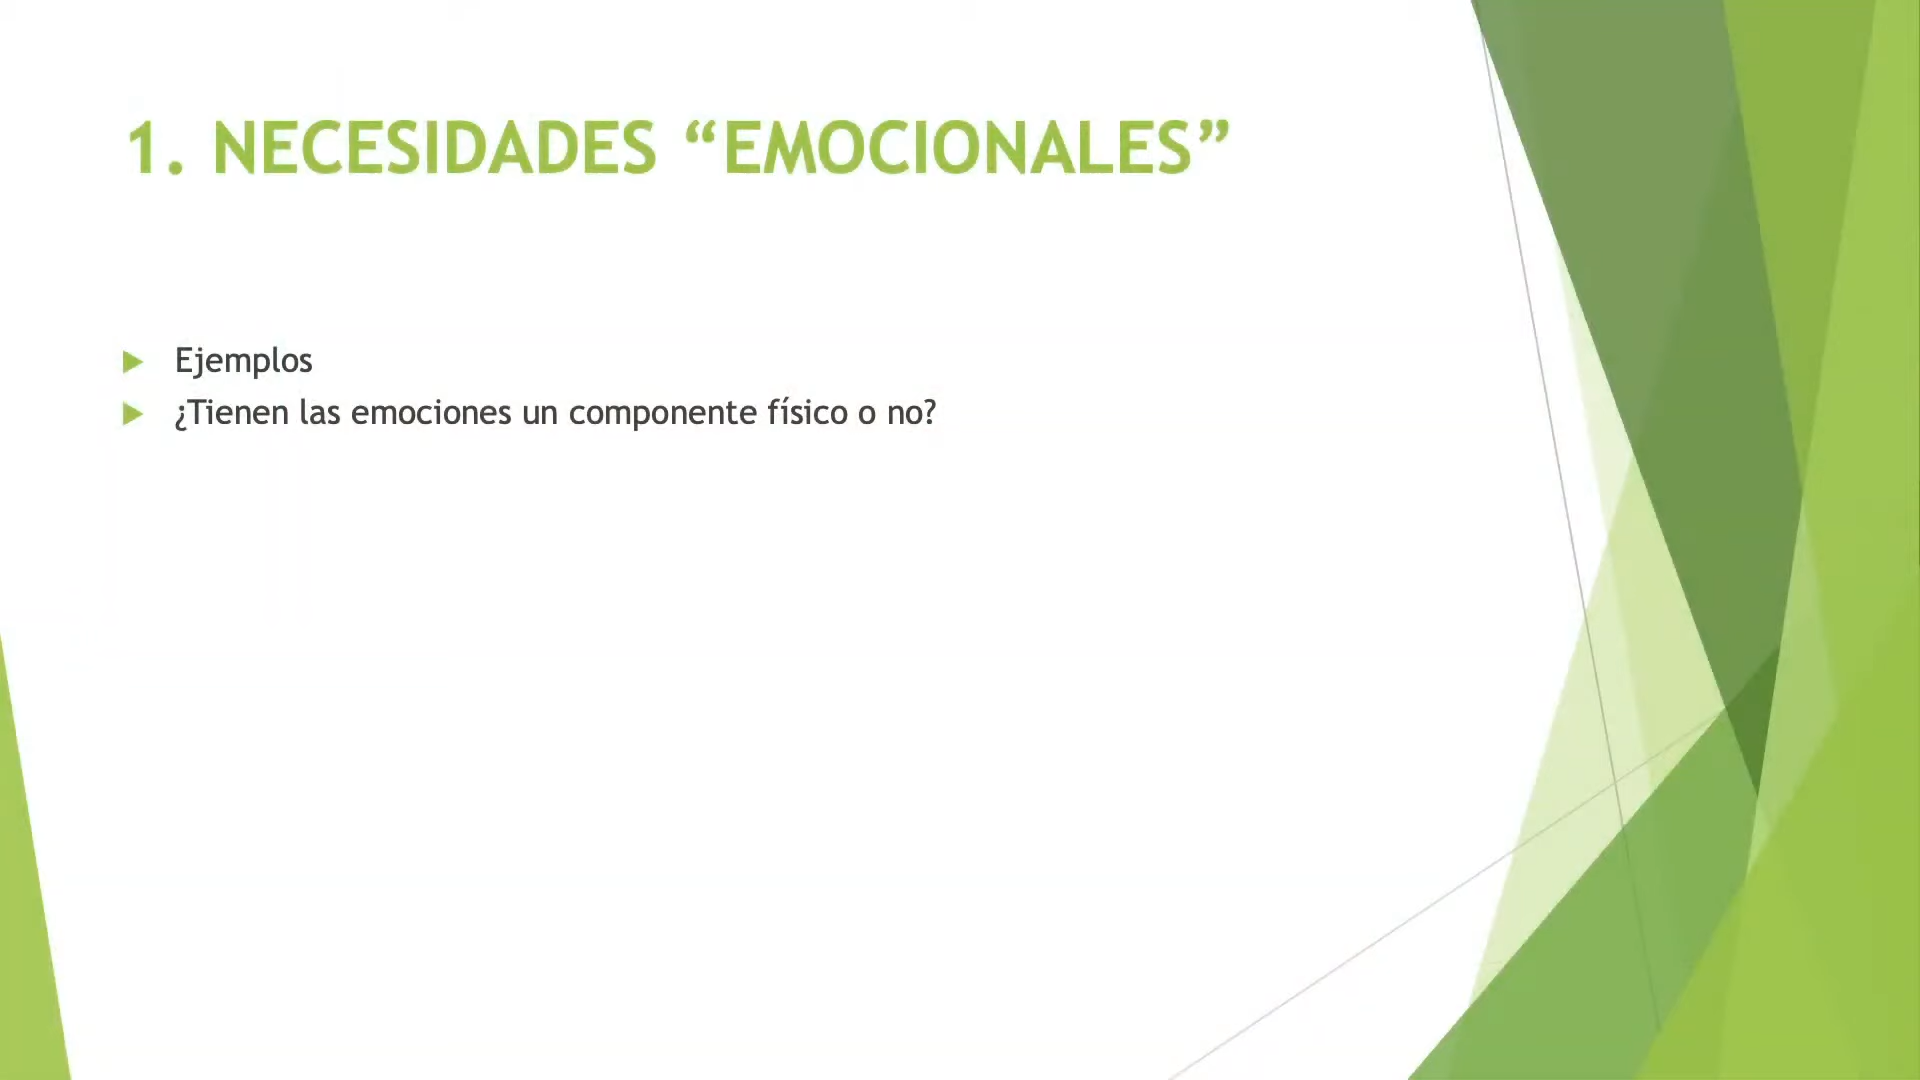 1. NECESIDADES “EMOCIONALES”
Ejemplos
¿Tienen las emociones un componente físico o no?